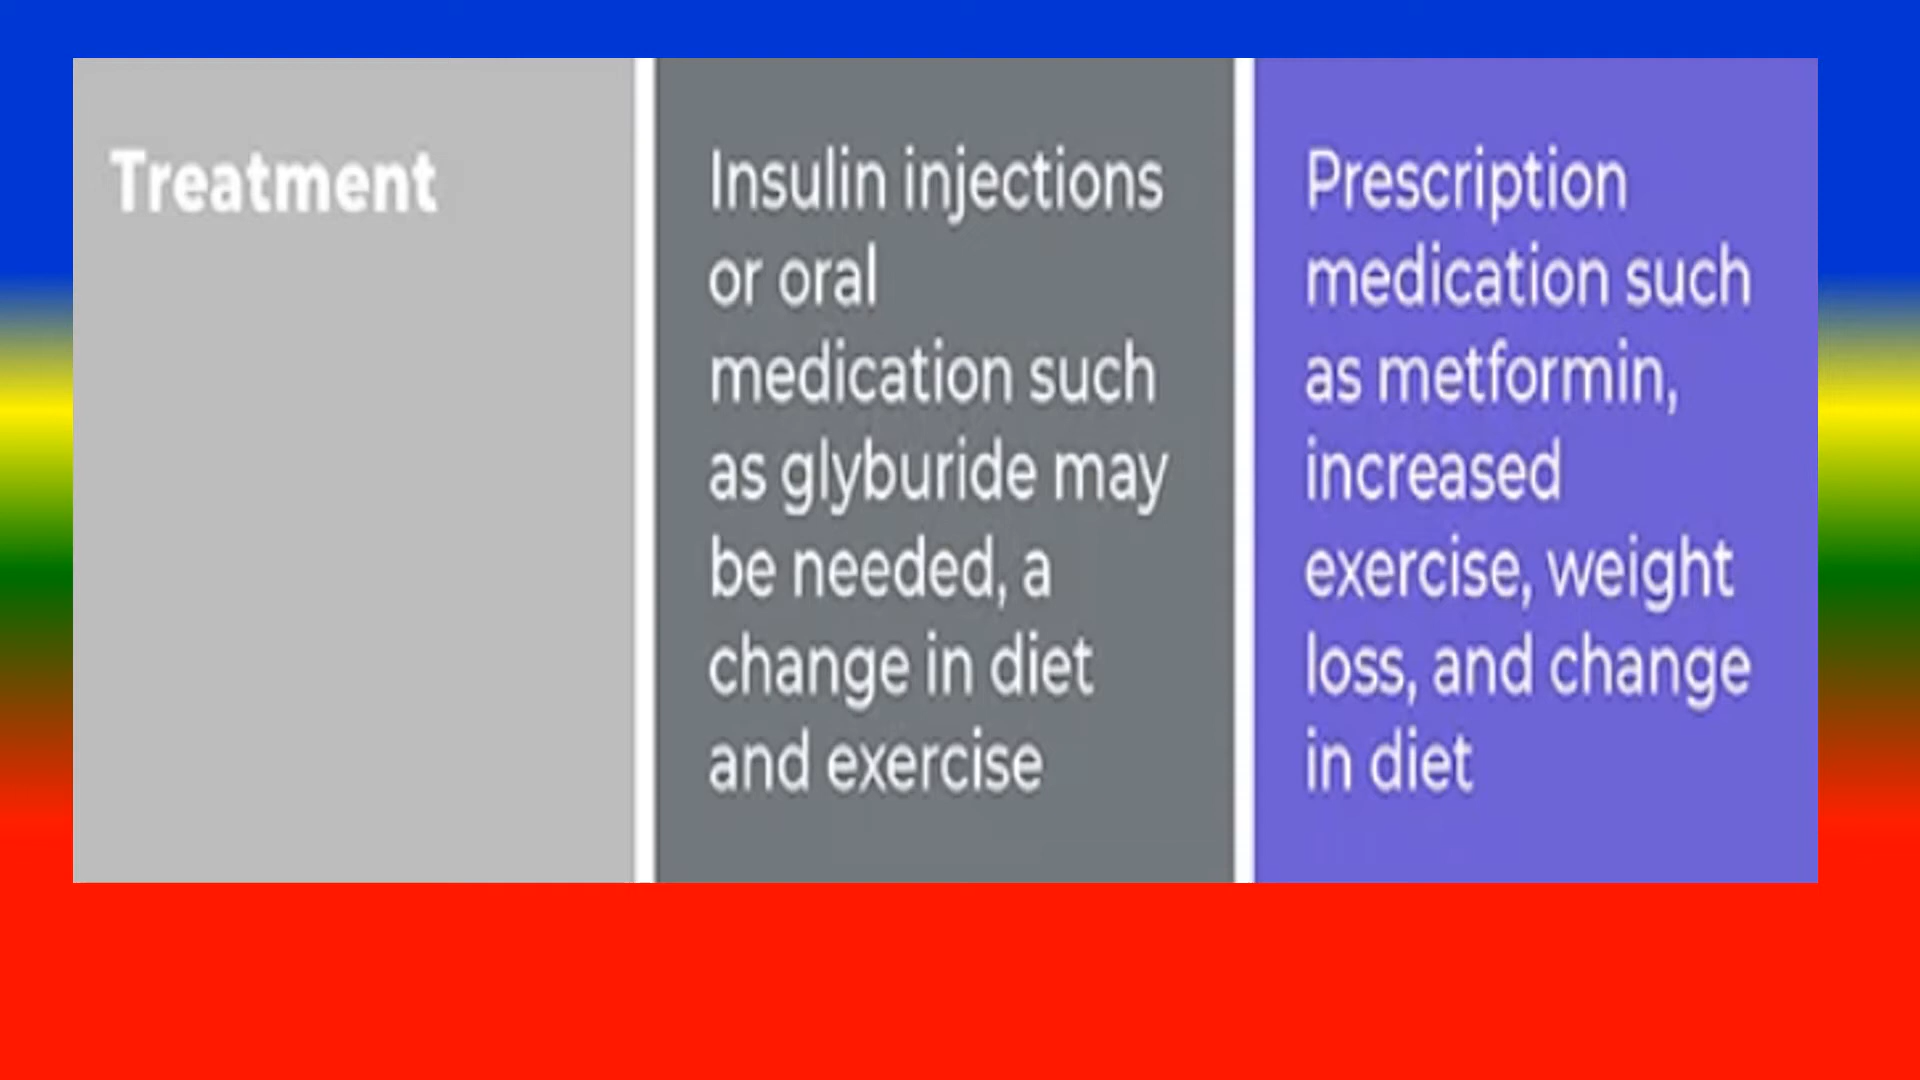 Treatment
Insulin injections
or oral
medication such
as glyburide may
be needed, a
change in diet
and exercise
Prescription
medication such
as metformin,
increased
exercise, weight
loss, and change
in diet